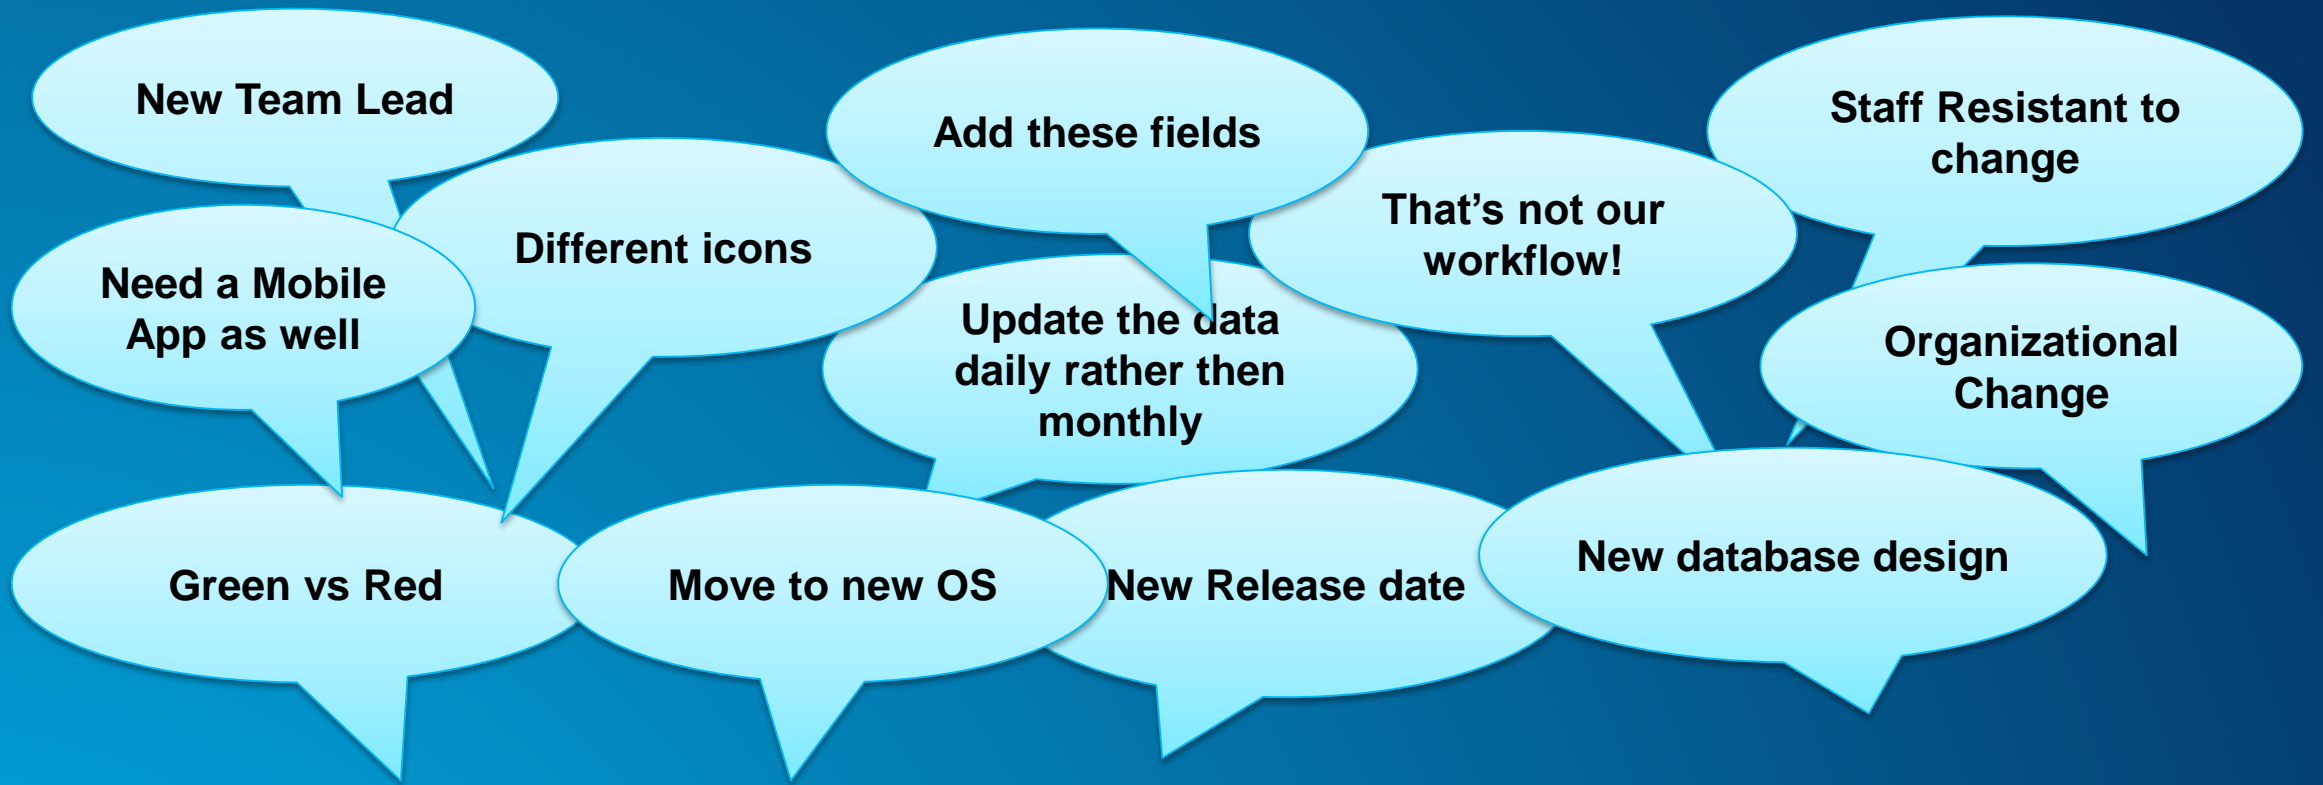 New Team Lead
Add these fields
Staff Resistant to
change
Different icons
That’s not our
workflow!
Need a Mobile
App as well
Update the data
daily rather then
monthly
Organizational
Change
Green vs Red
Move to new OS
New Release date
New database design